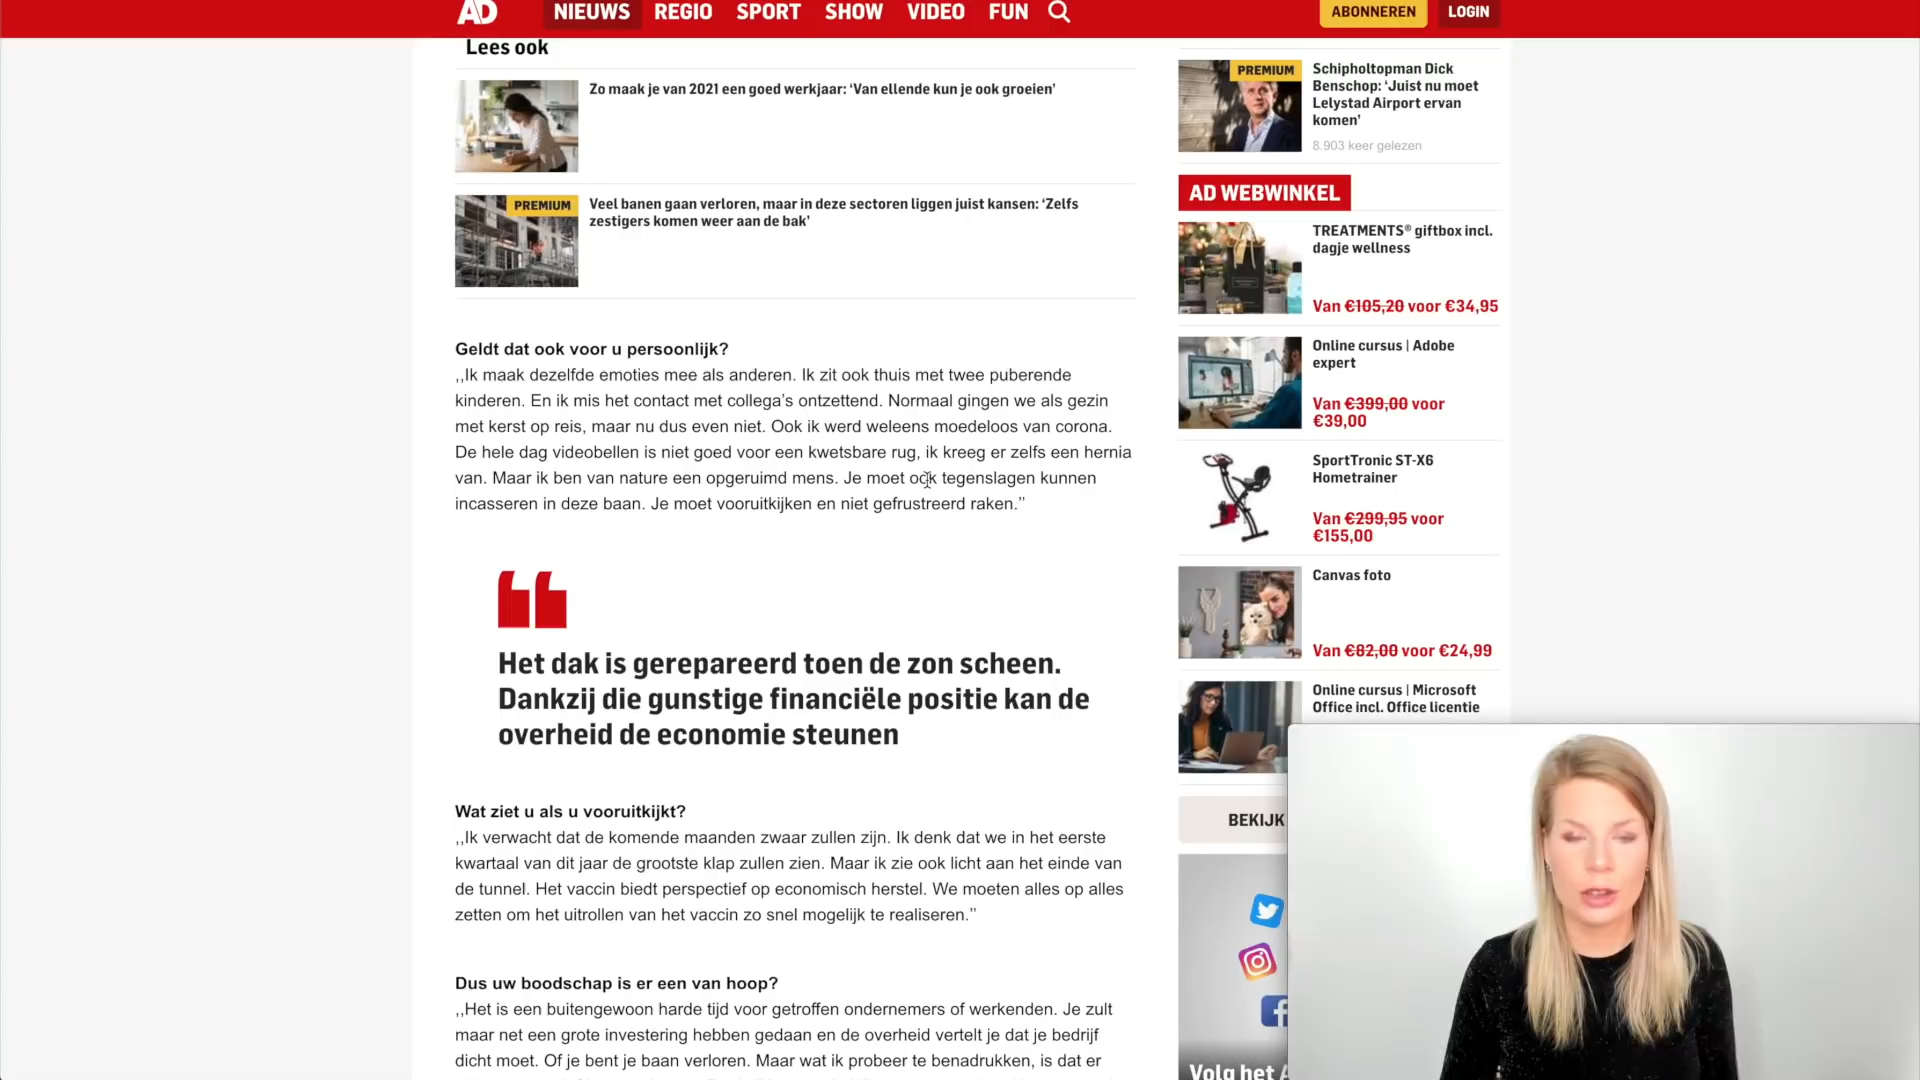 AD NIEUWS REGIO SPORT SHOW VIDEO FUN ABONNEREN LOGIN
Lees ook
Zo maak je van 2021 een goed werkjaar: ‘Van ellende kun je ook groeien’
PREMIUM
Veel banen gaan verloren, maar in deze sectoren liggen juist kansen: ‘Zelfs
zestigers komen weer aan de bak’
Geldt dat ook voor u persoonlijk?
,,Ik maak dezelfde emoties mee als anderen. Ik zit ook thuis met twee puberende
kinderen. En ik mis het contact met collega’s ontzettend. Normaal gingen we als gezin
met kerst op reis, maar nu dus even niet. Ook ik werd weleens moedeloos van corona.
De hele dag videobellen is niet goed voor een kwetsbare rug, ik kreeg er zelfs een hernia
van. Maar ik ben van nature een opgeruimd mens. Je moet ook tegenslagen kunnen
incasseren in deze baan. Je moet vooruitkijken en niet gefrustreerd raken.’’
Het dak is gerepareerd toen de zon scheen.
Dankzij die gunstige financiële positie kan de
overheid de economie steunen
Wat ziet u als u vooruitkijkt?
,,Ik verwacht dat de komende maanden zwaar zullen zijn. Ik denk dat we in het eerste
kwartaal van dit jaar de grootste klap zullen zien. Maar ik zie ook licht aan het einde van
de tunnel. Het vaccin biedt perspectief op economisch herstel. We moeten alles op alles
zetten om het uitrollen van het vaccin zo snel mogelijk te realiseren.’’
Dus uw boodschap is er een van hoop?
,,Het is een buitengewoon harde tijd voor getroffen ondernemers of werkenden. Je zult
maar net een grote investering hebben gedaan en de overheid vertelt je dat je bedrijf
dicht moet. Of je bent je baan verloren. Maar wat ik probeer te benadrukken, is dat er
PREMIUM
Schipholtopman Dick
Benschop: ‘Juist nu moet
Lelystad Airport ervan
komen’
8.903 keer gelezen
AD WEBWINKEL
TREATMENTS® giftbox incl.
dagje wellness
Van €105,20 voor €34,95
Online cursus | Adobe
expert
Van €399,00 voor
€39,00
SportTronic ST-X6
Hometrainer
Van €299,95 voor
€155,00
Canvas foto
Van €82,00 voor €24,99
Online cursus | Microsoft
Office incl. Office licentie
BEKIJK
Volg het A